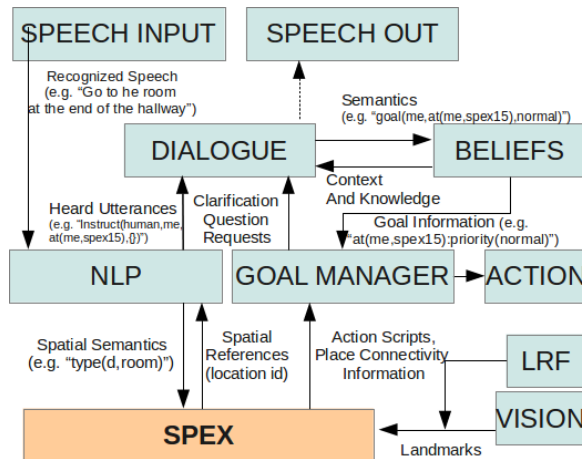 SPEECH INPUT
SPEECH OUT
Recognized Speech
(e.g. “Go to he room
at the end of the hallway”)
Semantics
(e.g. “goal(me,at(me,spex15),normal)”)
DIALOGUE
BELIEFS
Context
And Knowledge
Heard Utterances
(e.g. “Instruct(human,me,
at(me,spex15),{})”)
Clarification
Question
Requests
Goal Information (e.g.
“at(me,spex15):priority(normal)”)
NLP
GOAL MANAGER
ACTION
Spatial Semantics
(e.g. “type(d,room)”)
Spatial
References
(location id)
Action Scripts,
Place Connectivity
Information
LRF
VISION
SPEX
Landmarks